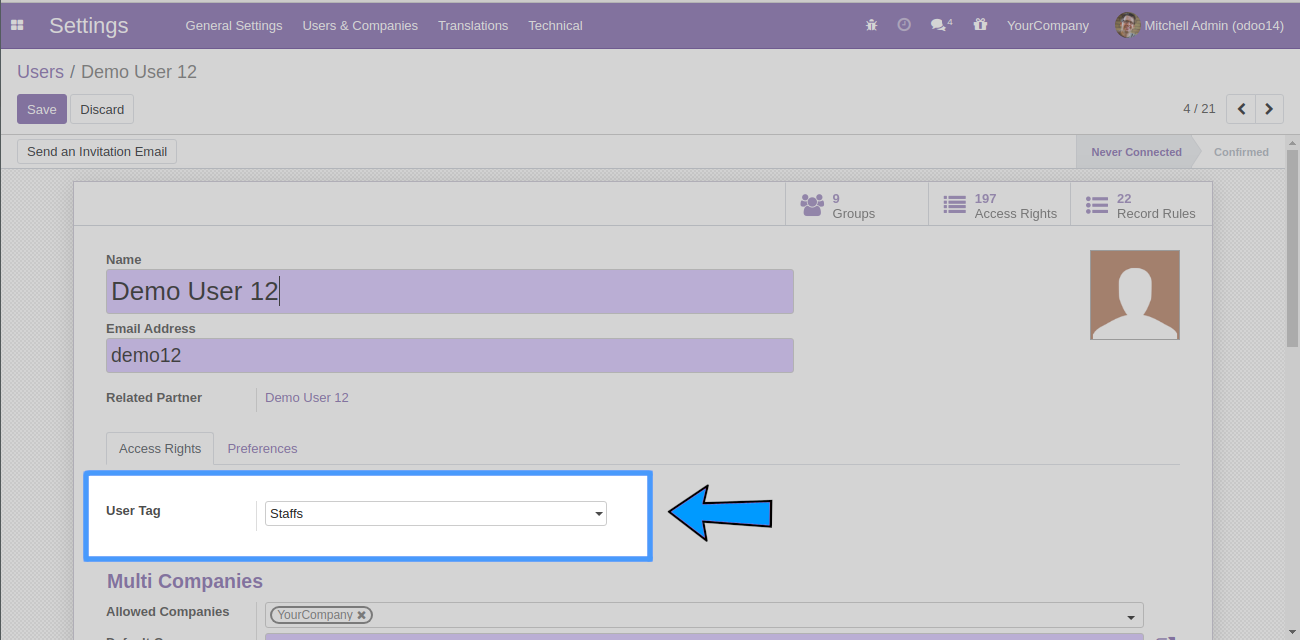 Settings General Settings Users & Companies Translations Technical 4 YourCompany Mitchell Admin (odoo14)
Users / Demo User 12
Save Discard 4 / 21
Send an Invitation Email Never Connected Confirmed
9 Groups 197 Access Rights 22 Record Rules
Name
Demo User 12
Email Address
demo12
Related Partner Demo User 12
Access Rights Preferences
User Tag Staffs
Multi Companies
Allowed Companies YourCompany